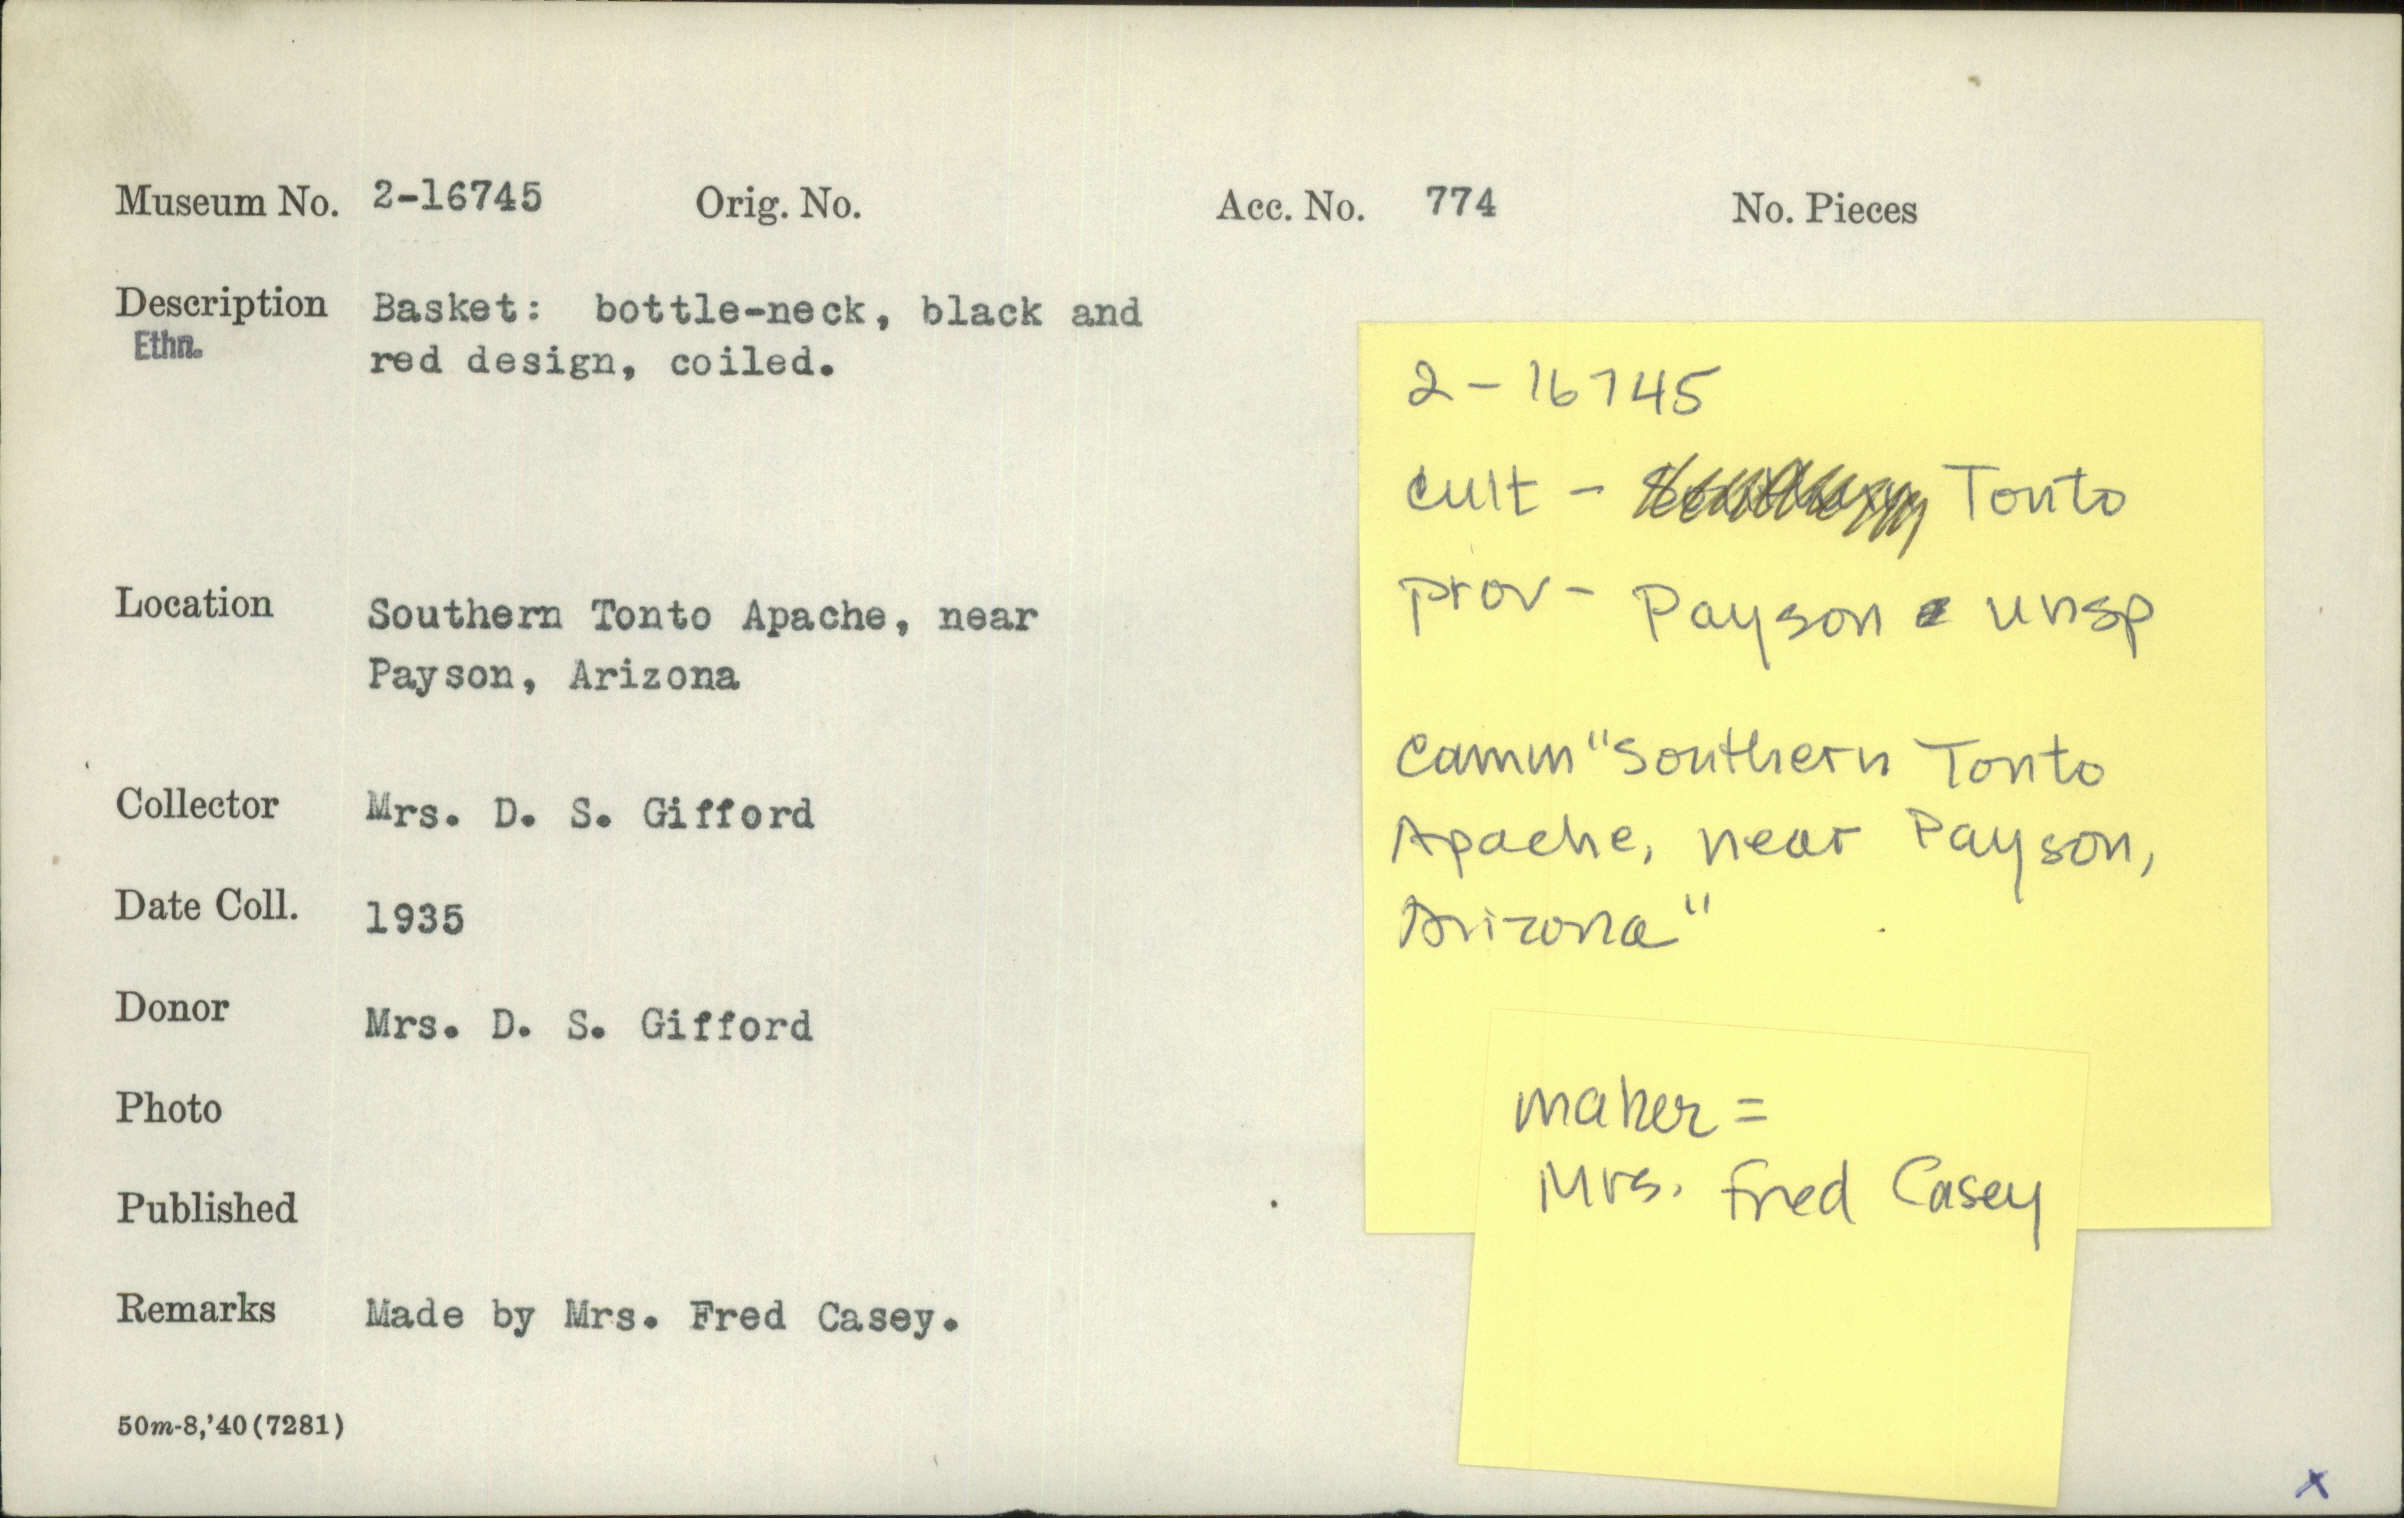 Museum No. 2-16745 Orig. No. Acc. No. 774 No. Pieces
Description Basket: bottle-neck, black and
Ethn. red design, coiled.
Location Southern Tonto Apache, near
Payson, Arizona
Collector Mrs. D. S. Gifford
Date Coll. 1935
Donor Mrs. D. S. Gifford
Photo
Published
Remarks Made by Mrs. Fred Casey.
50m-8,'40(7281)
2-16745
cult - Tonto
prov - Payson unsp
Comm "Southern Tonto
Apache, near Payson,
Arizona"
maker =
Mrs. Fred Casey
x